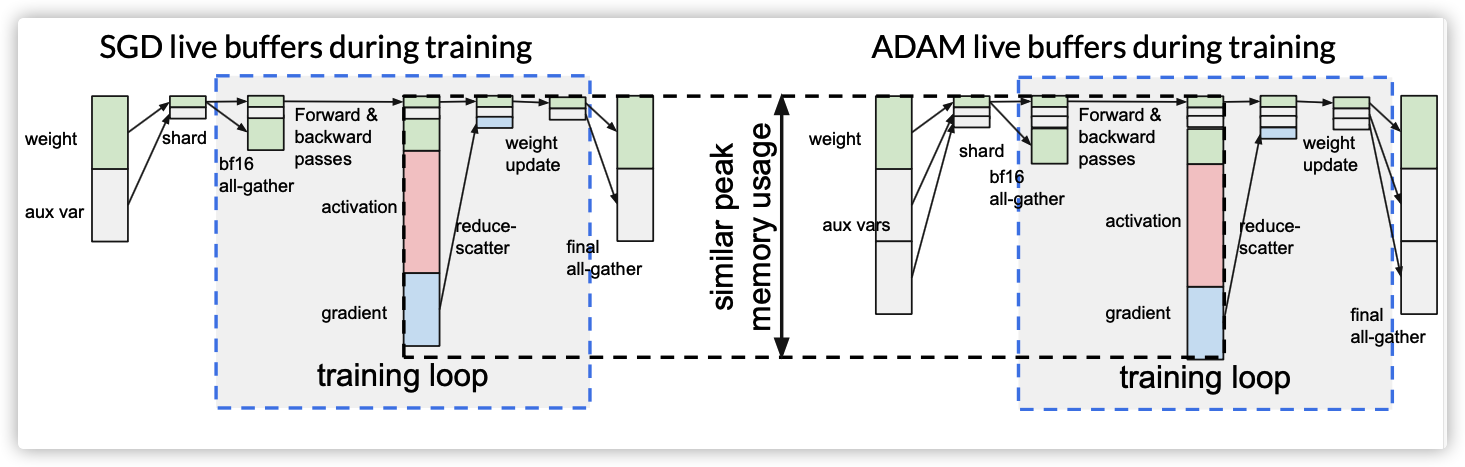 SGD live buffers during training
weight
aux var
shard
bf16
all-gather
Forward &
backward
passes
activation
gradient
reduce-
scatter
weight
update
final
all-gather
training loop
similar peak
memory usage
ADAM live buffers during training
weight
aux vars
shard
bf16
all-gather
Forward &
backward
passes
activation
gradient
reduce-
scatter
weight
update
final
all-gather
training loop